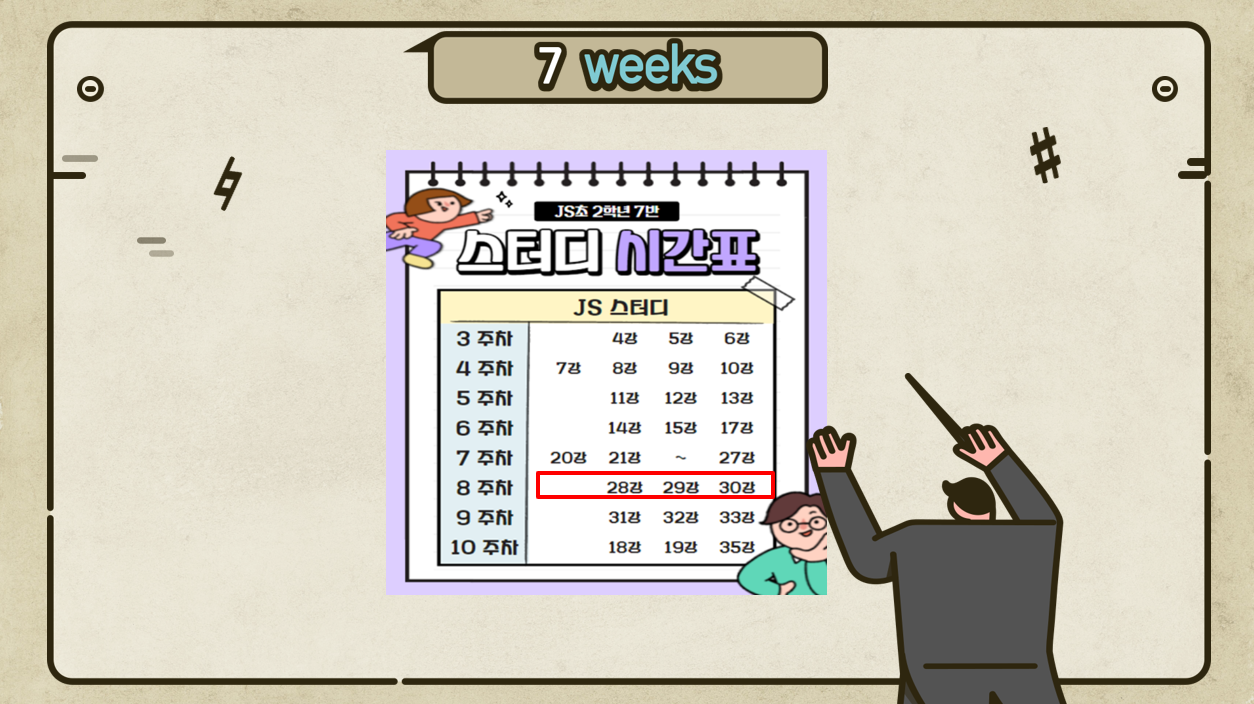 7 weeks
JS초 2학년 7반
스터디 시간표
JS 스터디
3 주차 4강 5강 6강
4 주차 7강 8강 9강 10강
5 주차 11강 12강 13강
6 주차 14강 15강 17강
7 주차 20강 21강 ~ 27강
8 주차 28강 29강 30강
9 주차 31강 32강 33강
10 주차 18강 19강 35강